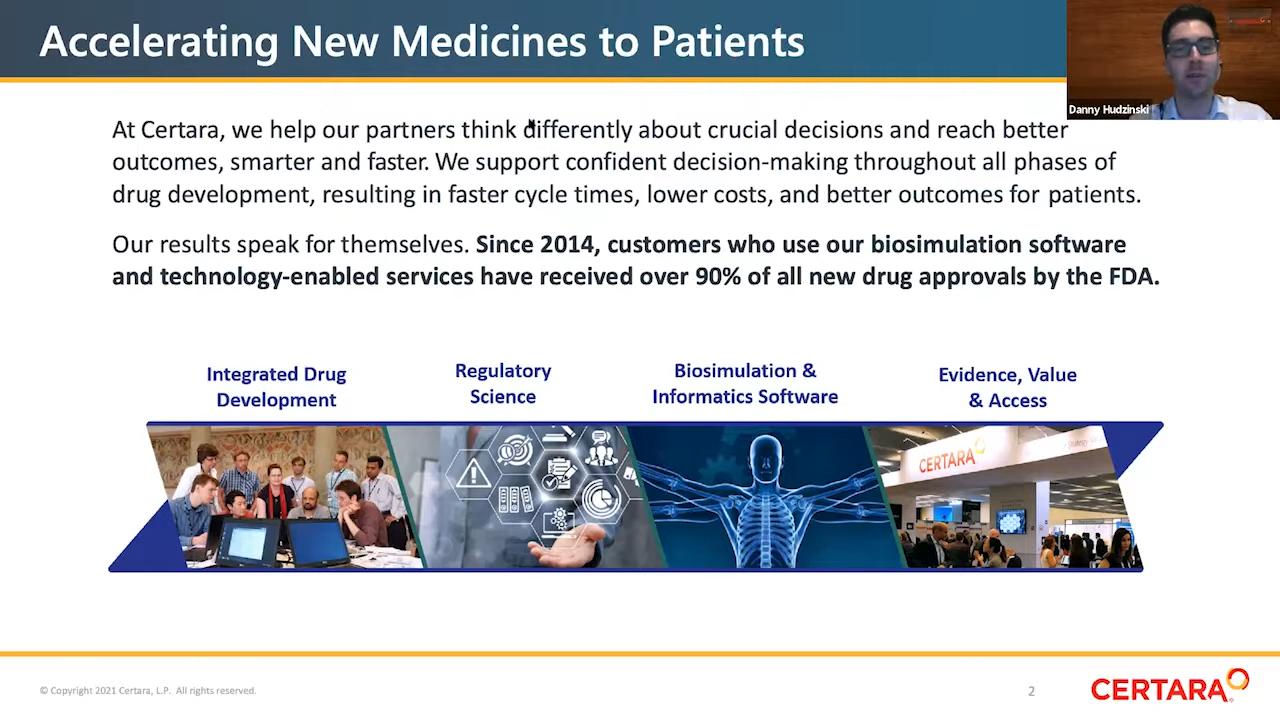 Accelerating New Medicines to Patients
Danny Hudzinski
At Certara, we help our partners think differently about crucial decisions and reach better
outcomes, smarter and faster. We support confident decision-making throughout all phases of
drug development, resulting in faster cycle times, lower costs, and better outcomes for patients.
Our results speak for themselves. Since 2014, customers who use our biosimulation software
and technology-enabled services have received over 90% of all new drug approvals by the FDA.
Integrated Drug
Development
Regulatory
Science
Biosimulation &
Informatics Software
Evidence, Value
& Access
CERTARA
© Copyright 2021 Certara, L.P. All rights reserved.
2
CERTARA